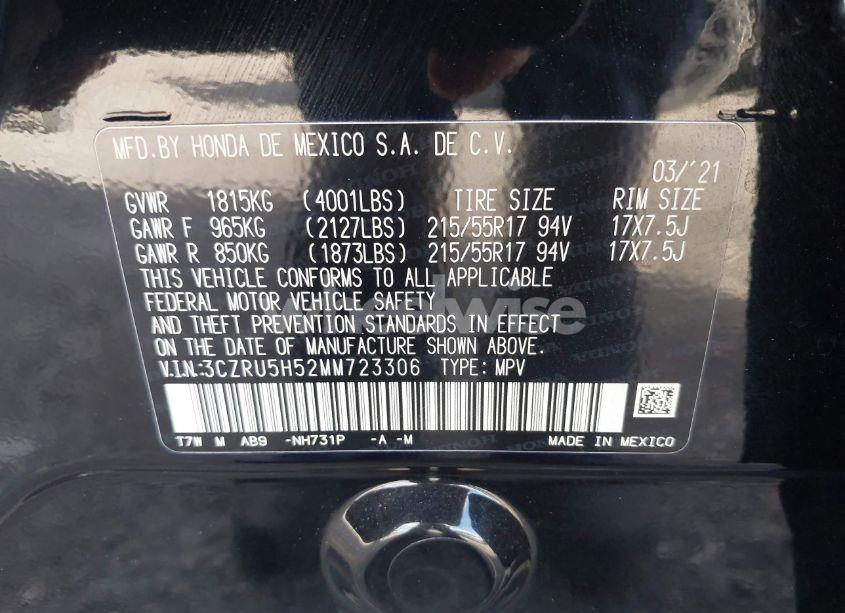 MFD.BY HONDA DE MEXICO S.A. DE C.V.
03/'21
GVWR 1815KG (4001LBS) TIRE SIZE RIM SIZE
GAWR F 965KG (2127LBS) 215/55R17 94V 17X7.5J
GAWR R 850KG (1873LBS) 215/55R17 94V 17X7.5J
THIS VEHICLE CONFORMS TO ALL APPLICABLE
FEDERAL MOTOR VEHICLE SAFETY
AND THEFT PREVENTION STANDARDS IN EFFECT
ON THE DATE OF MANUFACTURE SHOWN ABOVE.
V.I.N.:3CZRU5H52MM723306 TYPE: MPV
T7W M AB9 -NH731P -A -M MADE IN MEXICO